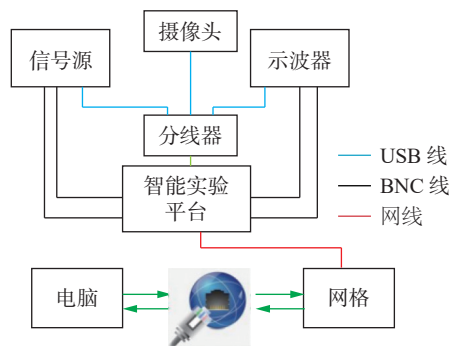 摄像头
信号源
示波器
分线器
智能实验
平台
USB 线
BNC 线
网线
电脑
网格